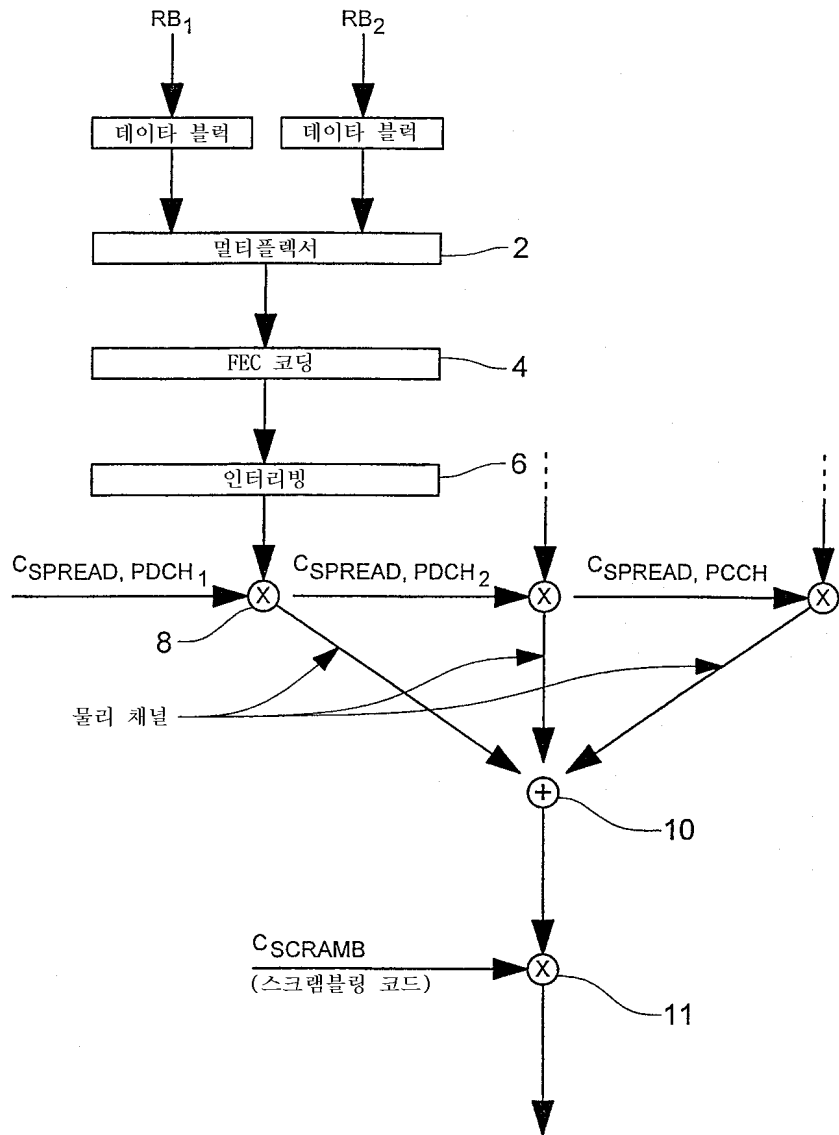 RB1 RB2
데이타 블럭 데이타 블럭
멀티플렉서 2
FEC 코딩 4
인터리빙 6
CSPREAD, PDCH1 CSPREAD, PDCH2 CSPREAD, PCCH
X X X
8
물리 채널
+
10
CSCRAMB
(스크램블링 코드)
X
11